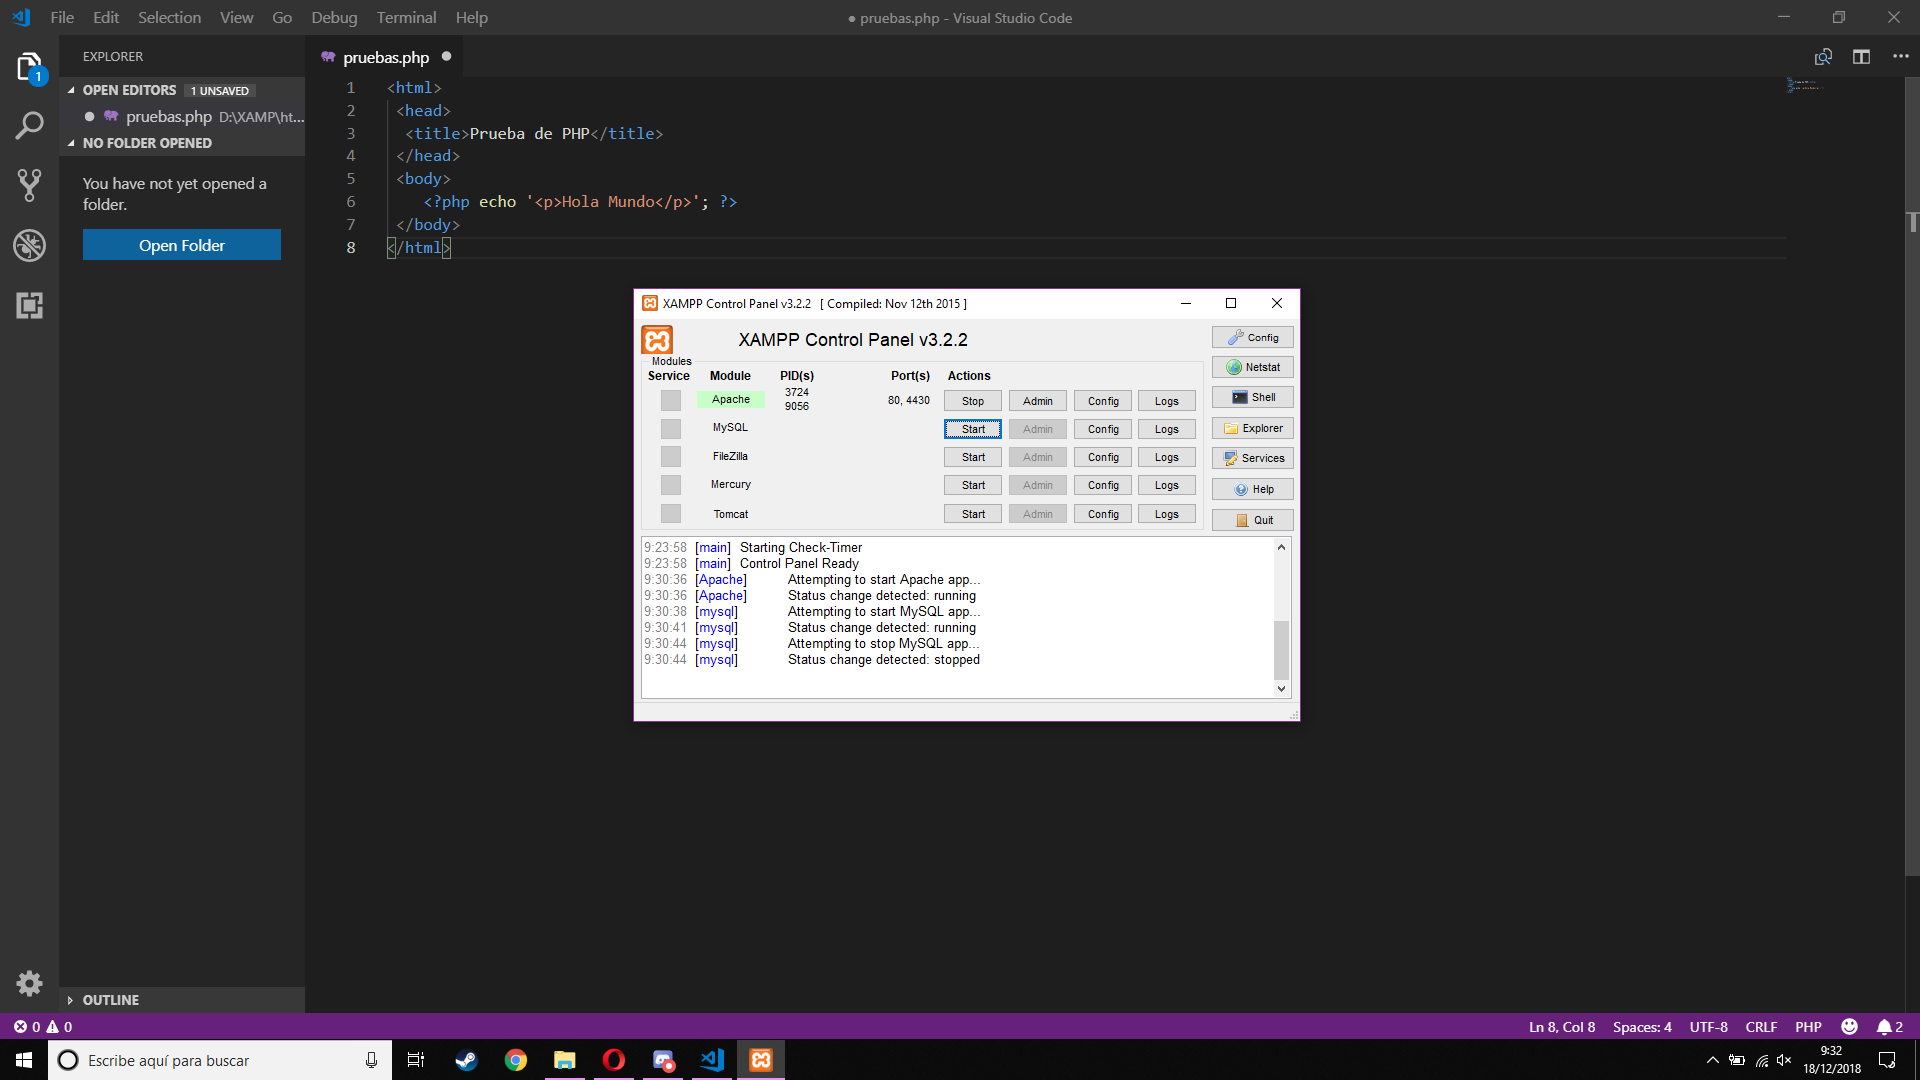 File Edit Selection View Go Debug Terminal Help
● pruebas.php - Visual Studio Code
EXPLORER
OPEN EDITORS 1 UNSAVED
pruebas.php D:\XAMP\ht...
NO FOLDER OPENED
You have not yet opened a
folder.
Open Folder
OUTLINE
1
pruebas.php
1 <html>
2 <head>
3 <title>Prueba de PHP</title>
4 </head>
5 <body>
6 <?php echo '<p>Hola Mundo</p>'; ?>
7 </body>
8 </html>
XAMPP Control Panel v3.2.2 [ Compiled: Nov 12th 2015 ]
XAMPP Control Panel v3.2.2
Modules
Service Module PID(s) Port(s) Actions
Apache 3724 9056 80, 4430 Stop Admin Config Logs
MySQL Start Admin Config Logs
FileZilla Start Admin Config Logs
Mercury Start Admin Config Logs
Tomcat Start Admin Config Logs
Config
Netstat
Shell
Explorer
Services
Help
Quit
9:23:58 [main] Starting Check-Timer
9:23:58 [main] Control Panel Ready
9:30:36 [Apache] Attempting to start Apache app...
9:30:36 [Apache] Status change detected: running
9:30:38 [mysql] Attempting to start MySQL app...
9:30:41 [mysql] Status change detected: running
9:30:44 [mysql] Attempting to stop MySQL app...
9:30:44 [mysql] Status change detected: stopped
0 0
Ln 8, Col 8 Spaces: 4 UTF-8 CRLF PHP 2
Escribe aquí para buscar
9:32
18/12/2018